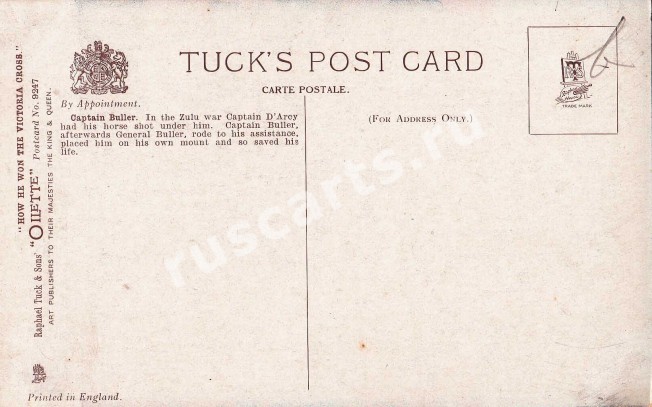 "HOW HE WON THE VICTORIA CROSS."
Raphael Tuck & Sons' "OILETTE" Postcard No. 9247
ART PUBLISHERS TO THEIR MAJESTIES THE KING & QUEEN.
By Appointment.
TUCK'S POST CARD
CARTE POSTALE.
Captain Buller. In the Zulu war Captain D'Arcy
had his horse shot under him. Captain Buller,
afterwards General Buller, rode to his assistance,
placed him on his own mount and so saved his
life.
(FOR ADDRESS ONLY.)
TRADE MARK
Printed in England.
ruscarts.ru